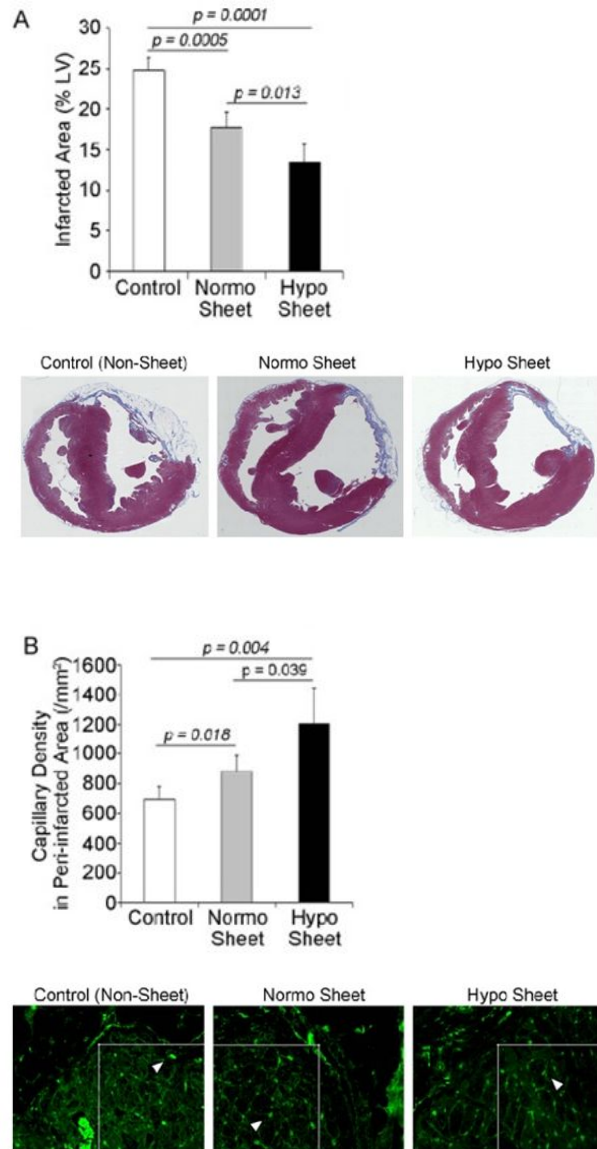 A
p = 0.0001
p = 0.0005
p = 0.013
Infarcted Area (% LV)
30
25
20
15
10
5
0
Control Normo Sheet Hypo Sheet
Control (Non-Sheet) Normo Sheet Hypo Sheet
B
p = 0.004
p = 0.039
p = 0.018
Capillary Density
in Peri-infarcted Area (/mm²)
1600
1400
1200
1000
800
600
400
200
0
Control Normo Sheet Hypo Sheet
Control (Non-Sheet) Normo Sheet Hypo Sheet